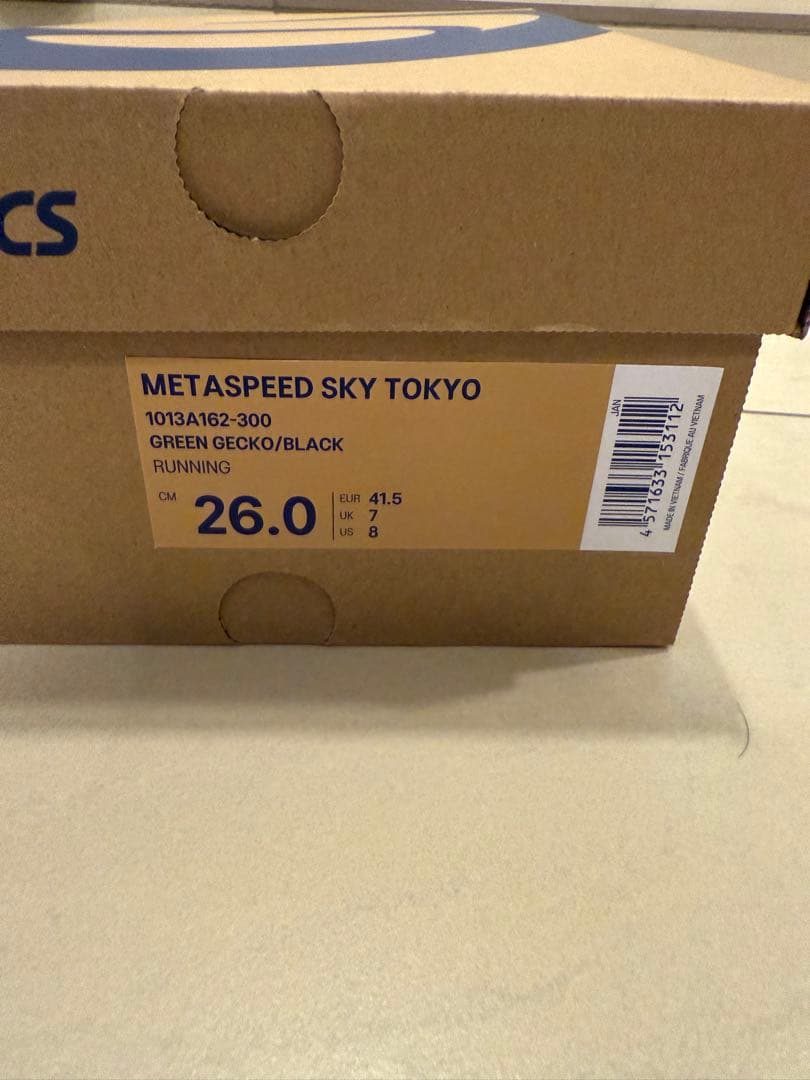 CS
METASPEED SKY TOKYO
1013A162-300
GREEN GECKO/BLACK
RUNNING
CM 26.0
EUR 41.5
UK 7
US 8
JAN
4 571633 153112
MADE IN VIETNAM / FABRIQUÉ AU VIETNAM